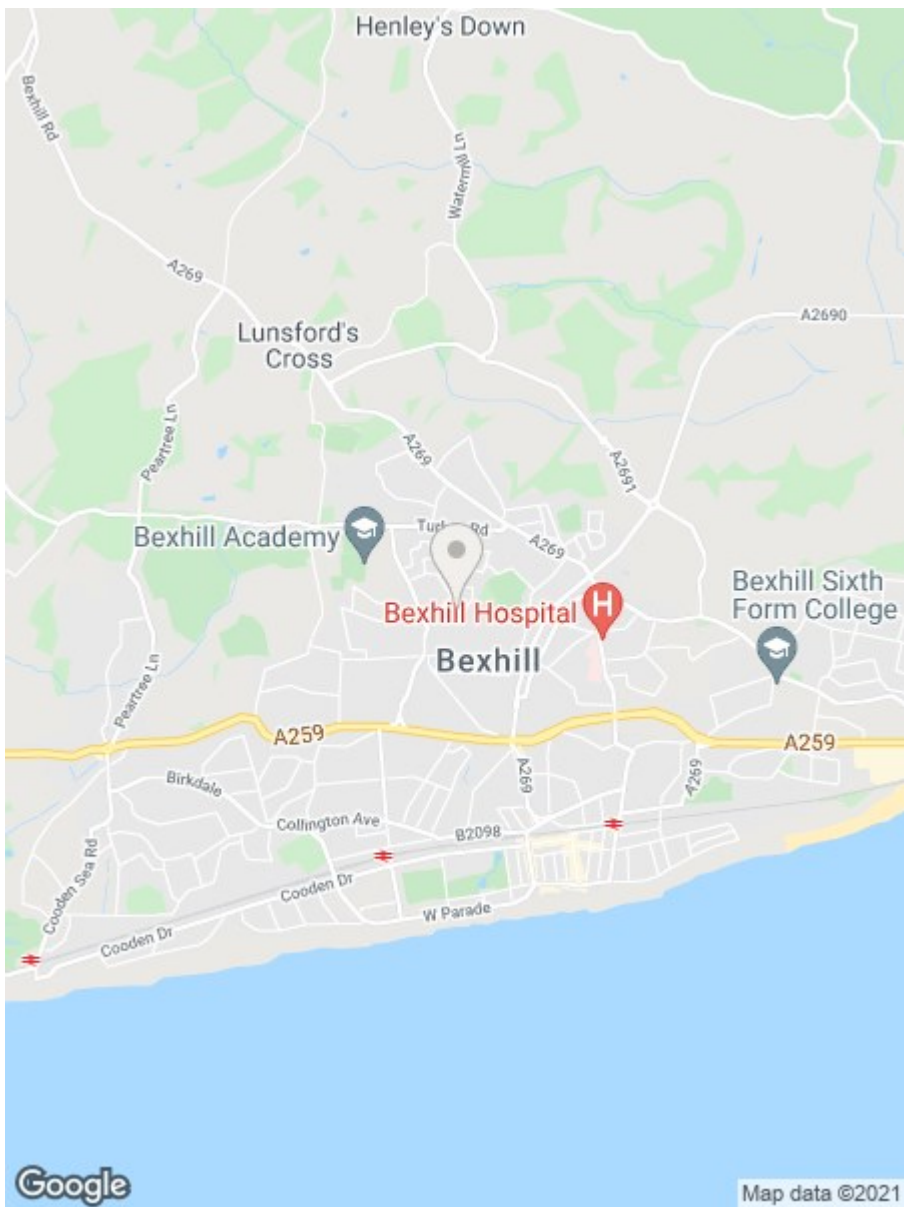 Henley's Down
Bexhill Rd
Watermill Ln
A269
A2690
Lunsford's
Cross
Peartree Ln
A269
A2691
Bexhill Academy
A269
Bexhill Sixth
Form College
Bexhill Hospital
H
Bexhill
Peartree Ln
A259
A259
Birkdale
A269
A269
Collington Ave
B2098
Cooden Sea Rd
Cooden Dr
W Parade
Cooden Dr
Google
Map data ©2021